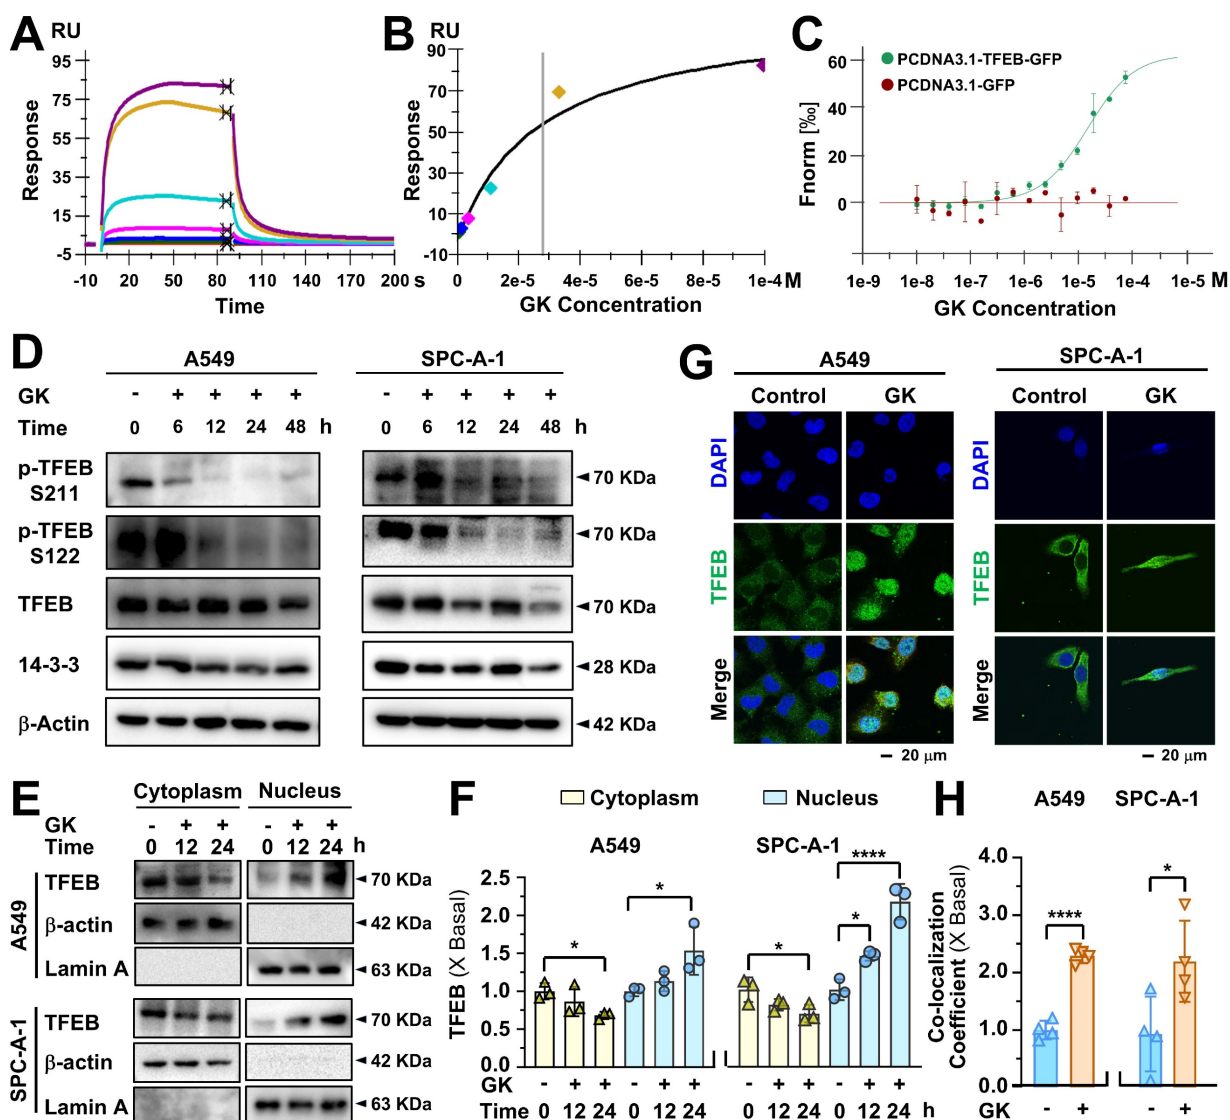 A
RU
Response
95
75
55
35
15
-5
-10 20 50 80 110 140 170 200 s
Time
B
RU
Response
90
70
50
30
10
-10
0 2e-5 4e-5 6e-5 8e-5 1e-4 M
GK Concentration
C
PCDNA3.1-TFEB-GFP
PCDNA3.1-GFP
Fnorm [‰]
60
40
20
0
1e-9 1e-8 1e-7 1e-6 1e-5 1e-4 1e-5 M
GK Concentration
D
A549 SPC-A-1
GK - + + + + - + + + +
Time 0 6 12 24 48 h 0 6 12 24 48 h
p-TFEB
S211
70 KDa
p-TFEB
S122
70 KDa
TFEB 70 KDa
14-3-3 28 KDa
β-Actin 42 KDa
G
A549 SPC-A-1
Control GK Control GK
DAPI DAPI
TFEB TFEB
Merge Merge
20 μm 20 μm
E
Cytoplasm Nucleus
GK - + + - + +
Time 0 12 24 0 12 24 h
A549
TFEB 70 KDa
β-actin 42 KDa
Lamin A 63 KDa
SPC-A-1
TFEB 70 KDa
β-actin 42 KDa
Lamin A 63 KDa
F
Cytoplasm Nucleus
A549 SPC-A-1
TFEB (X Basal)
2.5
2.0
1.5
1.0
0.5
0.0
* * * * ****
GK - + + - + + - + + - + +
Time 0 12 24 0 12 24 0 12 24 0 12 24 h
H
A549 SPC-A-1
Co-localization
Coefficient (X Basal)
4.0
3.0
2.0
1.0
0.0
**** *
GK - + - +